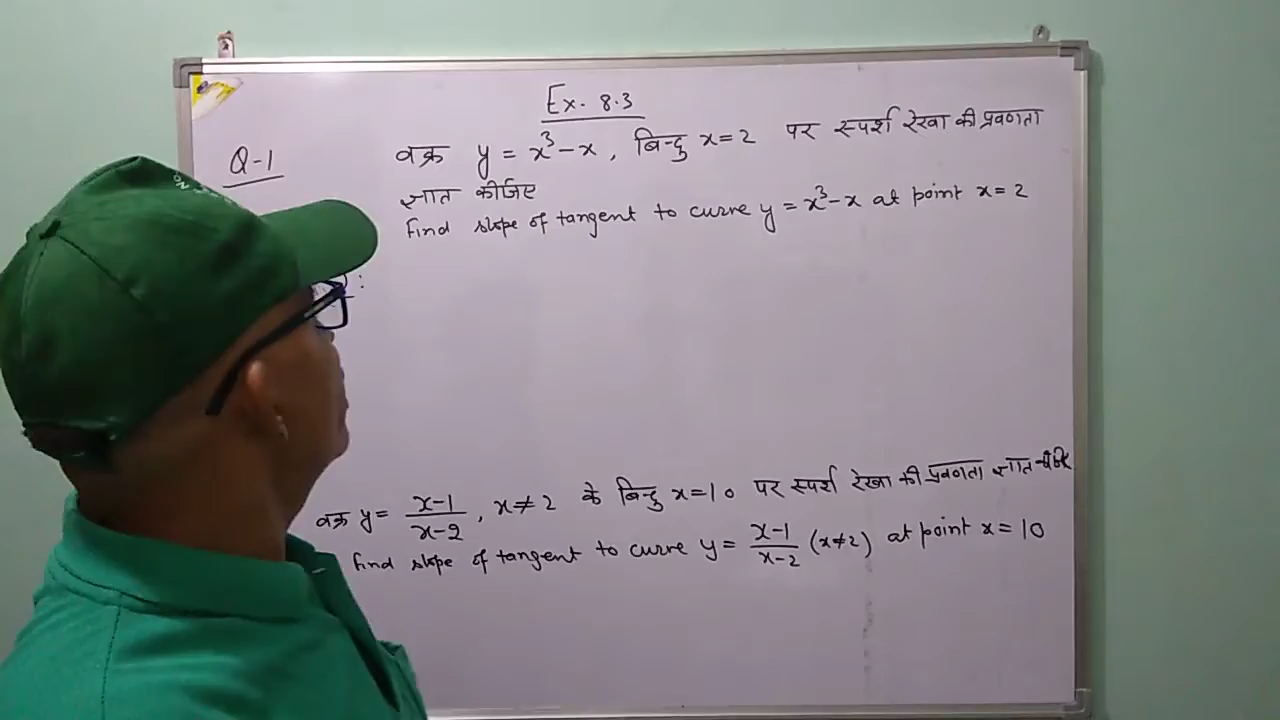 Ex. 8.3
Q-1
वक्र y = x³-x, बिन्दु x=2 पर स्पर्श रेखा की प्रवणता
ज्ञात कीजिए
Find slope of tangent to curve y = x³-x at point x=2
वक्र y = \frac{x-1}{x-2}, x≠2 के बिन्दु x=10 पर स्पर्श रेखा की प्रवणता ज्ञात
find slope of tangent to curve y = \frac{x-1}{x-2} (x≠2) at point x=10